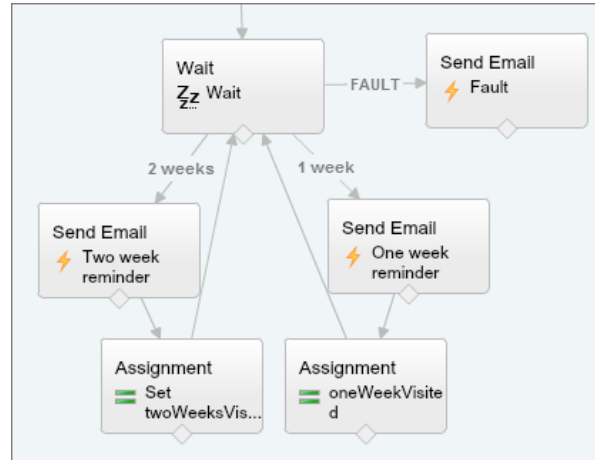 Wait
Wait
FAULT
Send Email
Fault
2 weeks
1 week
Send Email
Two week
reminder
Send Email
One week
reminder
Assignment
Set
twoWeeksVis...
Assignment
oneWeekVisite
d